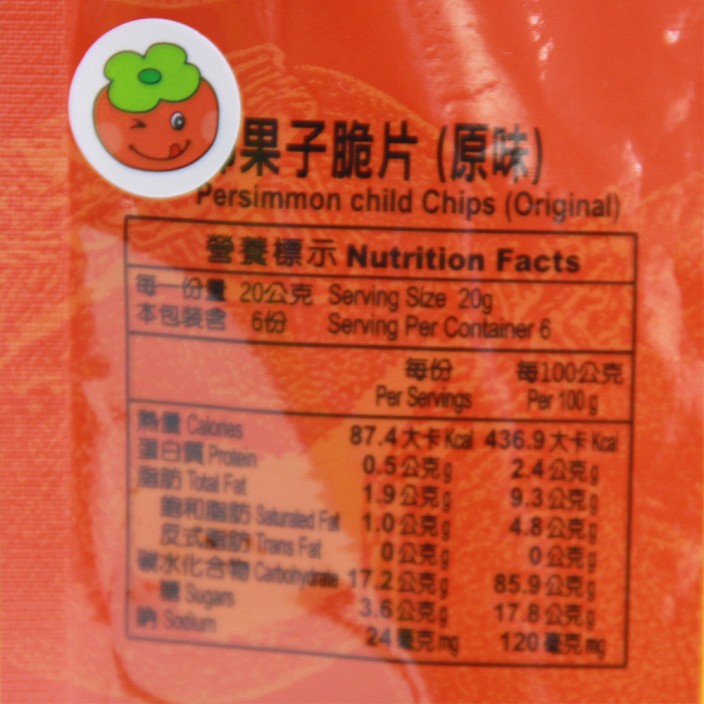 果子脆片 (原味)
Persimmon child Chips (Original)
營養標示 Nutrition Facts
每一份量 20公克 Serving Size 20g
本包裝含 6份 Serving Per Container 6
每份 每100公克
Per Servings Per 100 g
熱量 Calories 87.4大卡 Kcal 436.9大卡 Kcal
蛋白質 Protein 0.5公克 g 2.4公克 g
脂肪 Total Fat 1.9公克 g 9.3公克 g
飽和脂肪 Saturated Fat 1.0公克 g 4.8公克 g
反式脂肪 Trans Fat 0公克 g 0公克 g
碳水化合物 Carbohydrate 17.2公克 g 85.9公克 g
糖 Sugars 3.6公克 g 17.8公克 g
鈉 Sodium 24毫克 mg 120毫克 mg